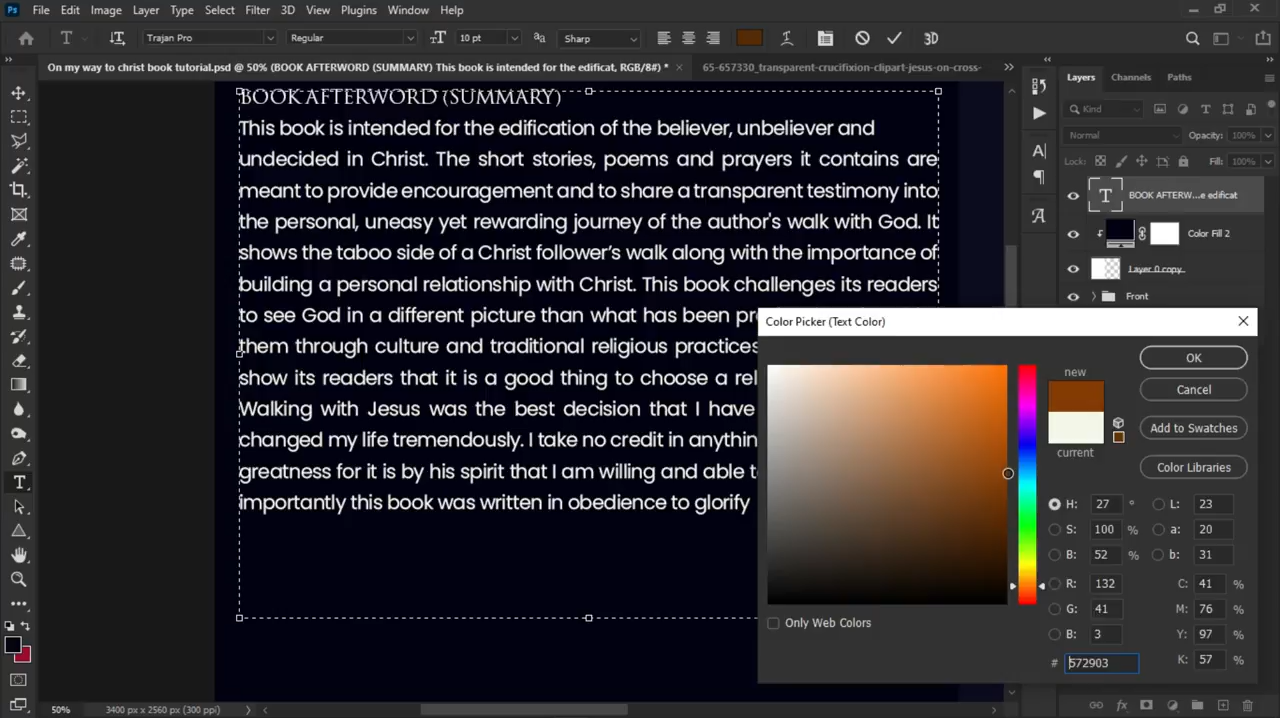 Ps File Edit Image Layer Type Select Filter 3D View Plugins Window Help
T Trajan Pro Regular 10 pt aa Sharp 3D
On my way to christ book tutorial.psd @ 50% (BOOK AFTERWORD (SUMMARY) This book is intended for the edificat, RGB/8#) * × 65-657330_transparent-crucifixion-clipart-jesus-on-cross-
BOOK AFTERWORD (SUMMARY)
This book is intended for the edification of the believer, unbeliever and
undecided in Christ. The short stories, poems and prayers it contains are
meant to provide encouragement and to share a transparent testimony into
the personal, uneasy yet rewarding journey of the author's walk with God. It
shows the taboo side of a Christ follower’s walk along with the importance of
building a personal relationship with Christ. This book challenges its readers
to see God in a different picture than what has been pr
them through culture and traditional religious practices
show its readers that it is a good thing to choose a rel
Walking with Jesus was the best decision that I have
changed my life tremendously. I take no credit in anythin
greatness for it is by his spirit that I am willing and able t
importantly this book was written in obedience to glorify
Layers Channels Paths
Kind
Normal Opacity: 100%
Lock: Fill: 100%
T BOOK AFTERW...e edificat
Color Fill 2
Layer 0 copy
Front
Color Picker (Text Color)
new
current
OK
Cancel
Add to Swatches
Color Libraries
H: 27 ° L: 23
S: 100 % a: 20
B: 52 % b: 31
R: 132 C: 41 %
G: 41 M: 76 %
B: 3 Y: 97 %
# 572903 K: 57 %
Only Web Colors
50% 3400 px x 2560 px (300 ppi)